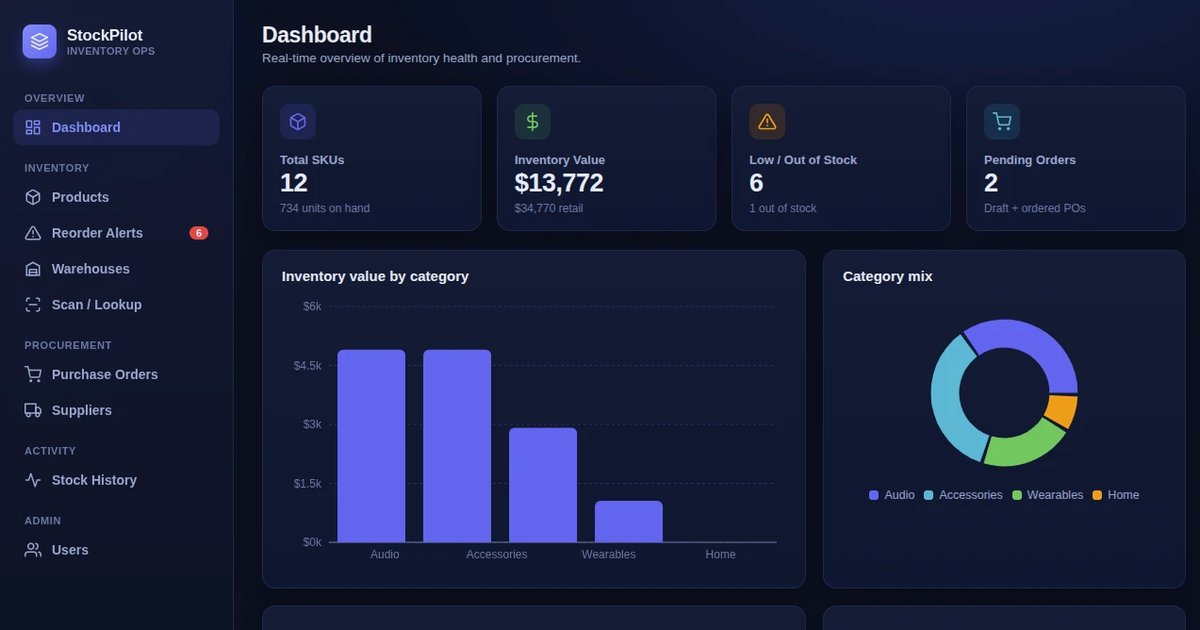 StockPilot
INVENTORY OPS
OVERVIEW
Dashboard
INVENTORY
Products
Reorder Alerts 6
Warehouses
Scan / Lookup
PROCUREMENT
Purchase Orders
Suppliers
ACTIVITY
Stock History
ADMIN
Users
Dashboard
Real-time overview of inventory health and procurement.
Total SKUs
12
734 units on hand
Inventory Value
$13,772
$34,770 retail
Low / Out of Stock
6
1 out of stock
Pending Orders
2
Draft + ordered POs
Inventory value by category
$6k
$4.5k
$3k
$1.5k
$0k
Audio Accessories Wearables Home
Category mix
Audio Accessories Wearables Home